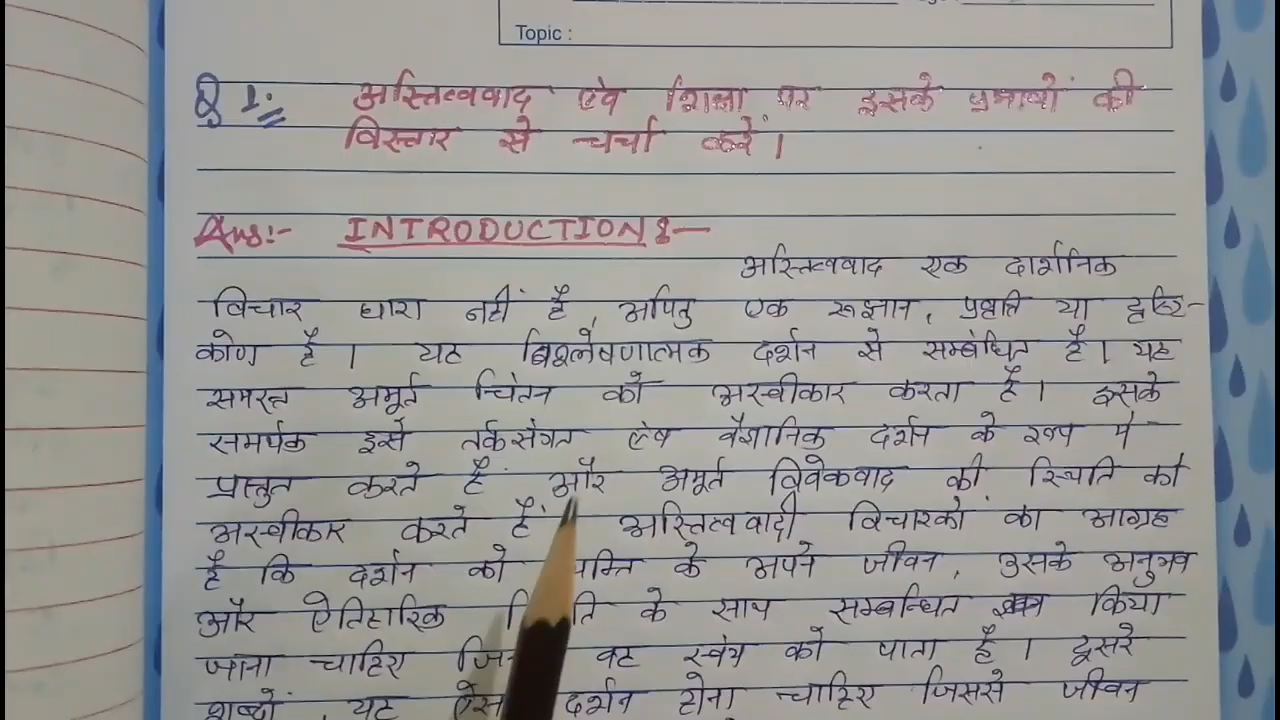 Topic :
Q 1. अस्तित्ववाद एवं शिक्षा पर इसके प्रभावों की
विस्तार से चर्चा करें।
Ans:- INTRODUCTION :-
अस्तित्ववाद एक दार्शनिक
विचार धारा नहीं है, अपितु एक रूझान, प्रवृत्ति या दृष्टि-
कोण है। यह विश्लेषणात्मक दर्शन से सम्बंधित है। यह
समस्त अमूर्त चिंतन को अस्वीकार करता है। इसके
समर्थक इसे तर्कसंगत एंव वैज्ञानिक दर्शन के रूप मे
प्रस्तुत करते हैं और अमूर्त विवेकवाद की स्थिति को
अस्वीकार करते हैं। अस्तित्ववादी विचारकों का आग्रह
है कि दर्शन को के अपने जीवन, उसके अनुभव
और ऐतिहारिक के साथ सम्बन्धित किया
जाना चाहिए वह स्वंय को पाता है। दूसरे
शब्दों, यह दर्शन होना चाहिए जिससे जीवन